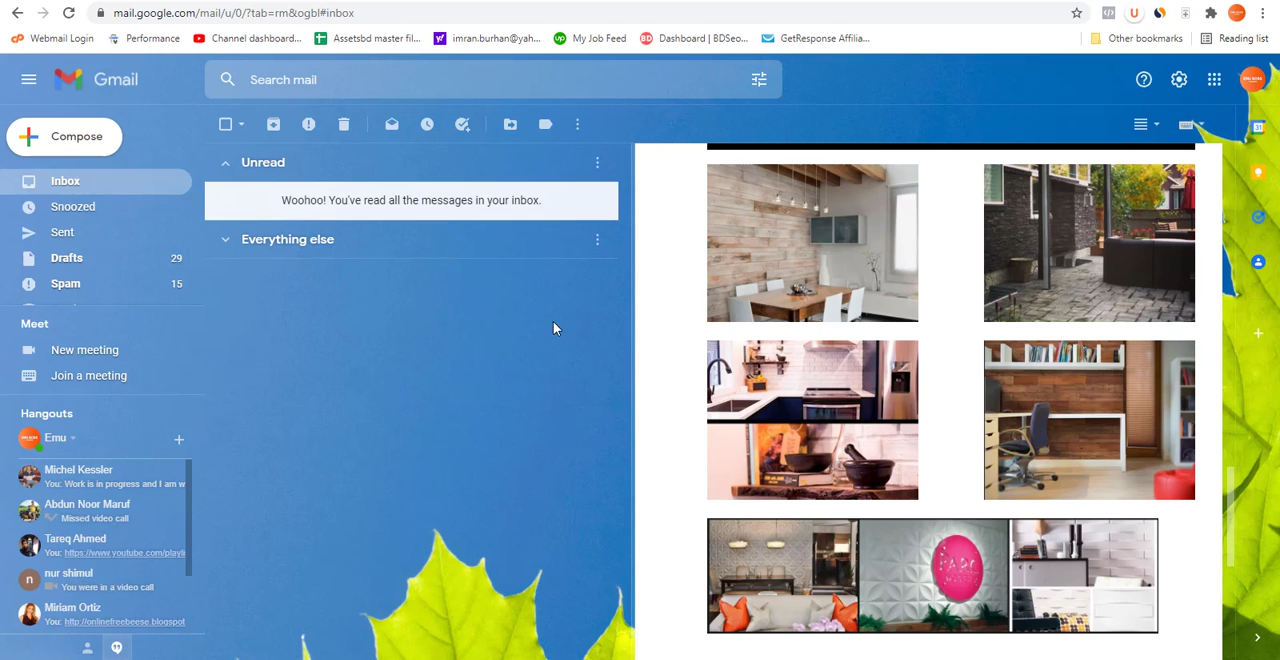 mail.google.com/mail/u/0/?tab=rm&ogbl#inbox
Webmail Login
Performance
Channel dashboard...
Assetsbd master fil...
imran.burhan@yah...
My Job Feed
Dashboard | BDSeo...
GetResponse Affilia...
Other bookmarks
Reading list
Gmail
Search mail
Compose
Inbox
Snoozed
Sent
Drafts 29
Spam 15
Meet
New meeting
Join a meeting
Hangouts
Emu
Michel Kessler
You: Work is in progress and I am w
Abdun Noor Maruf
Missed video call
Tareq Ahmed
You: https://www.youtube.com/playli
nur shimul
You were in a video call
Miriam Ortiz
You: http://onlinefreebeese.blogspot
Unread
Woohoo! You've read all the messages in your inbox.
Everything else
31
PARC